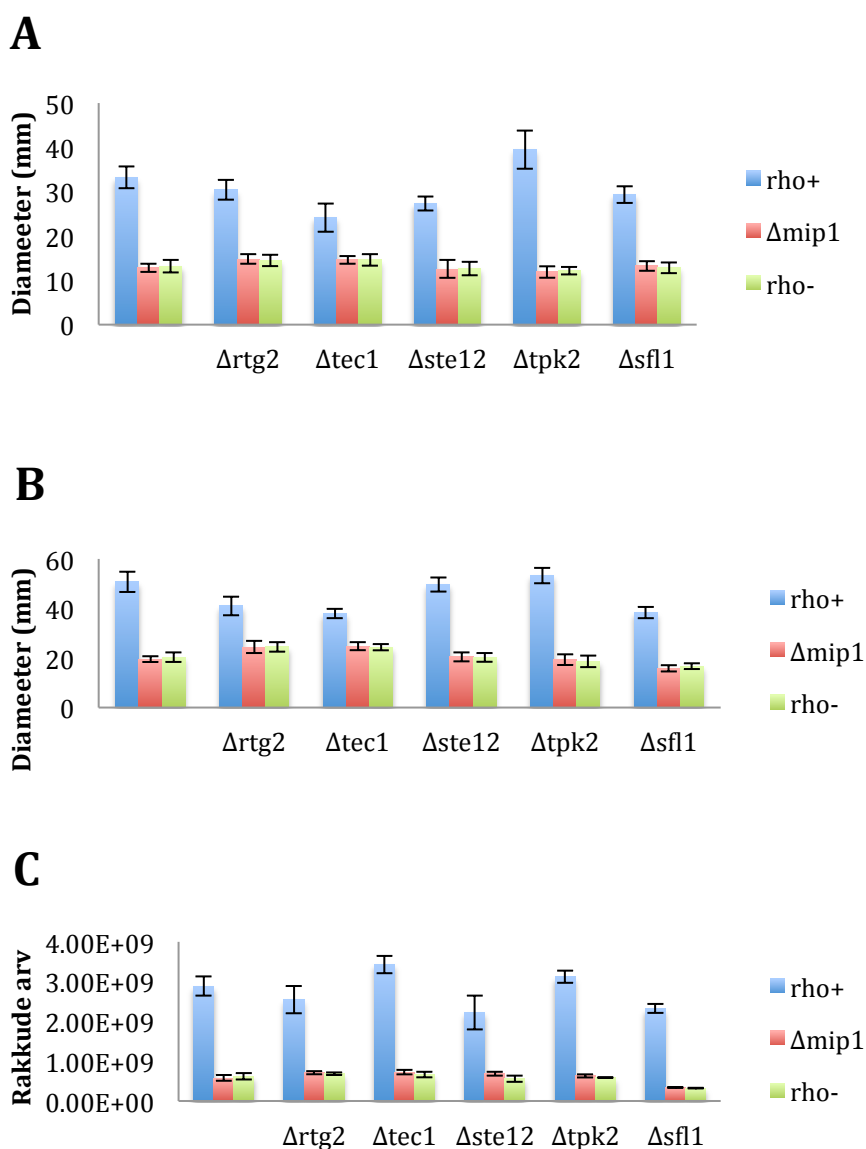 A
Diameeter (mm)
50
40
30
20
10
0
Δrtg2 Δtec1 Δste12 Δtpk2 Δsfl1
rho+
Δmip1
rho-
B
Diameeter (mm)
60
40
20
0
Δrtg2 Δtec1 Δste12 Δtpk2 Δsfl1
rho+
Δmip1
rho-
C
Rakkude arv
4.00E+09
3.00E+09
2.00E+09
1.00E+09
0.00E+00
Δrtg2 Δtec1 Δste12 Δtpk2 Δsfl1
rho+
Δmip1
rho-